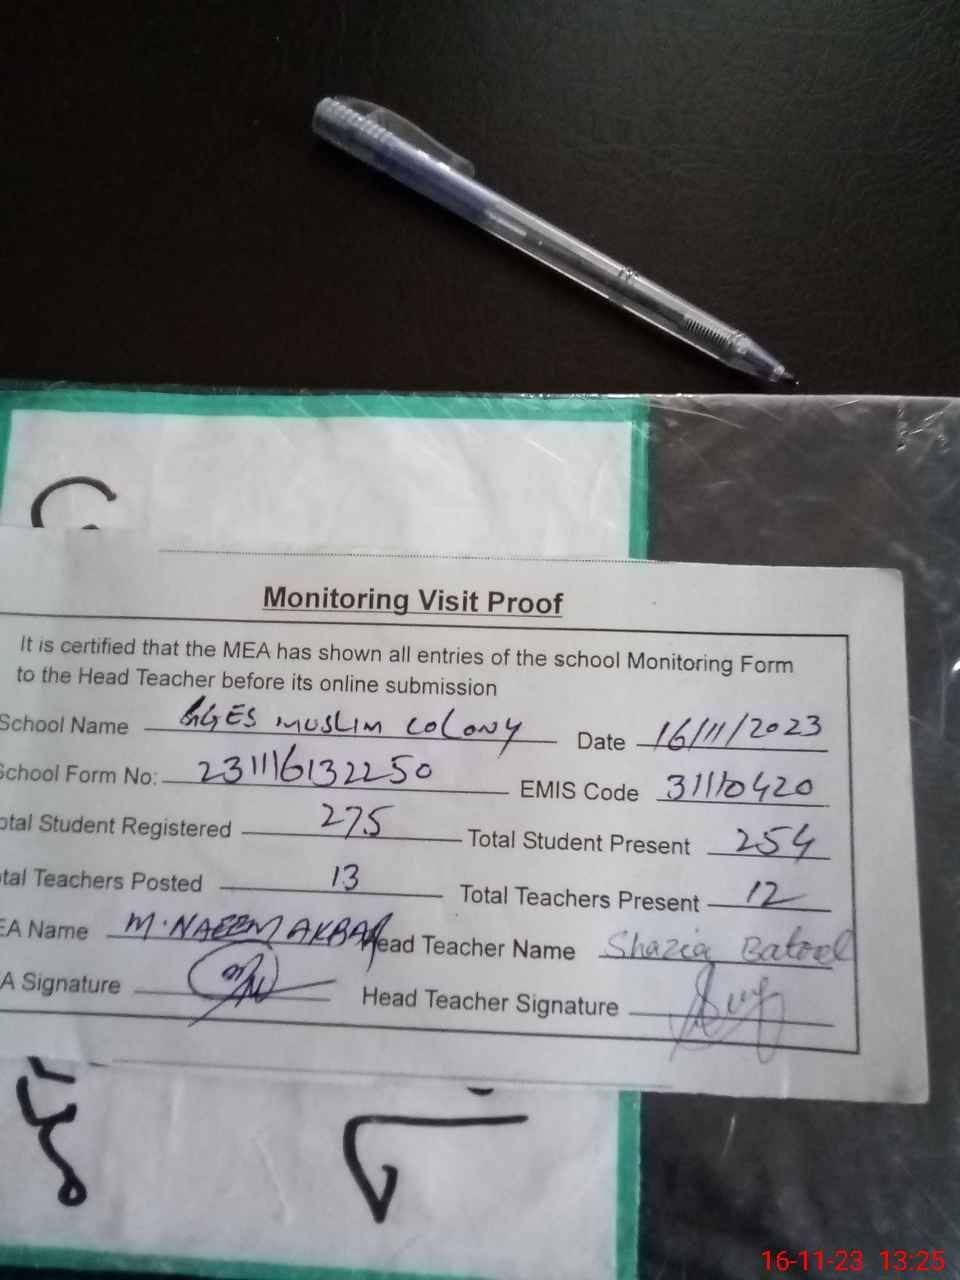 Monitoring Visit Proof
It is certified that the MEA has shown all entries of the school Monitoring Form
to the Head Teacher before its online submission
School Name GGES MUSLIM COLONY Date 16/11/2023
School Form No: 231116132250 EMIS Code 31110420
otal Student Registered 275 Total Student Present 254
tal Teachers Posted 13 Total Teachers Present 12
EA Name M.NAEEM AKBAR Head Teacher Name Shazia Batool
A Signature Head Teacher Signature
16-11-23 13:25